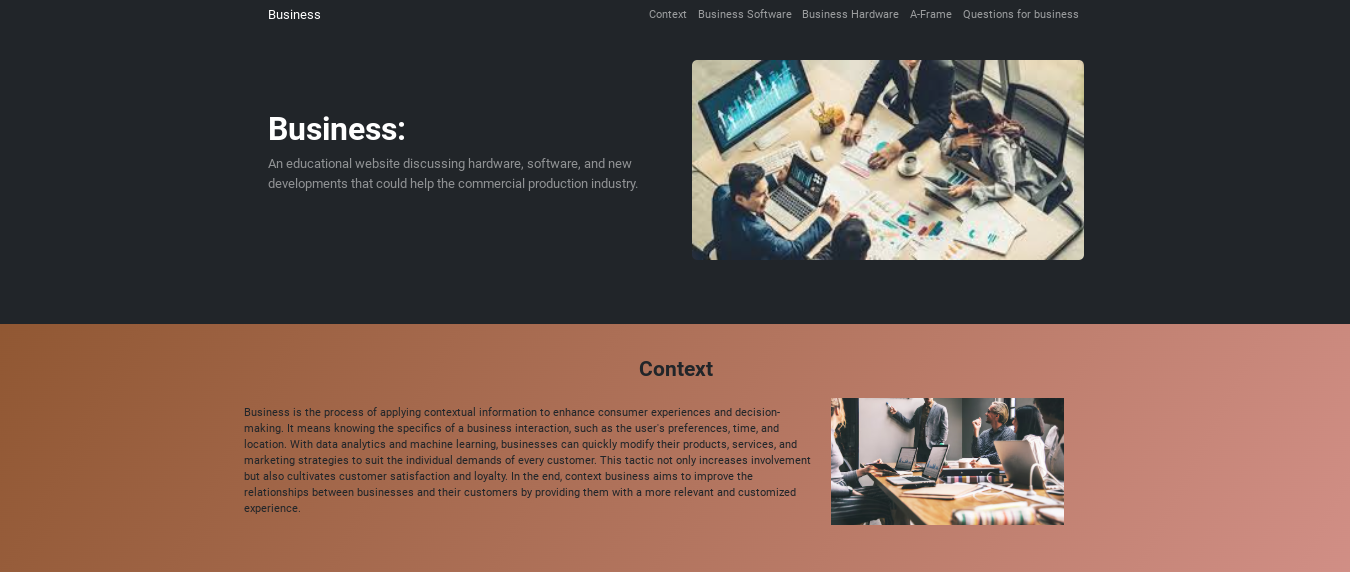 Business
Context Business Software Business Hardware A-Frame Questions for business
Business:
An educational website discussing hardware, software, and new
developments that could help the commercial production industry.
Context
Business is the process of applying contextual information to enhance consumer experiences and decision-
making. It means knowing the specifics of a business interaction, such as the user's preferences, time, and
location. With data analytics and machine learning, businesses can quickly modify their products, services, and
marketing strategies to suit the individual demands of every customer. This tactic not only increases involvement
but also cultivates customer satisfaction and loyalty. In the end, context business aims to improve the
relationships between businesses and their customers by providing them with a more relevant and customized
experience.